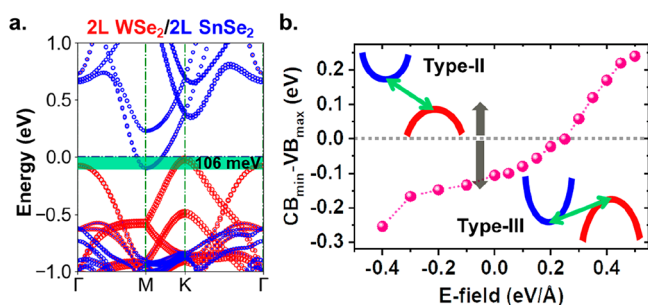 a.
2L WSe₂/2L SnSe₂
Energy (eV)
1.0
0.5
0.0
-0.5
-1.0
106 meV
Γ M K Γ
b.
CBmin-VBmax (eV)
0.2
0.1
0.0
-0.1
-0.2
-0.3
Type-II
Type-III
-0.4 -0.2 0.0 0.2 0.4
E-field (eV/Å)